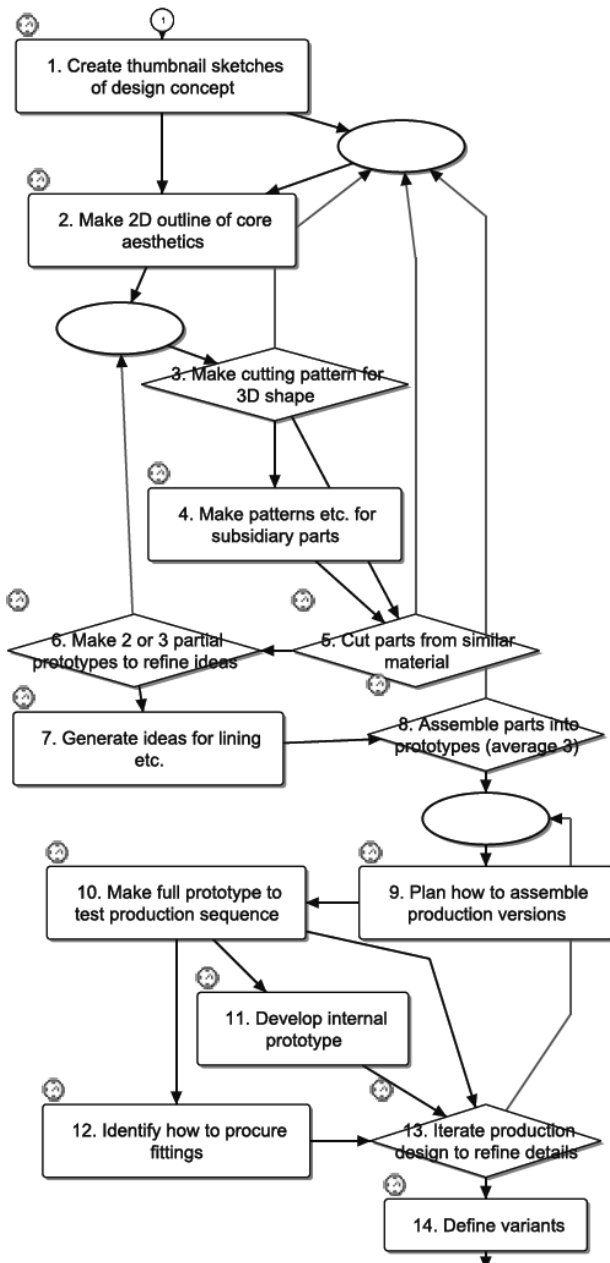 1
1. Create thumbnail sketches
of design concept
2. Make 2D outline of core
aesthetics
3. Make cutting pattern for
3D shape
4. Make patterns etc. for
subsidiary parts
6. Make 2 or 3 partial
prototypes to refine ideas
5. Cut parts from similar
material
7. Generate ideas for lining
etc.
8. Assemble parts into
prototypes (average 3)
10. Make full prototype to
test production sequence
9. Plan how to assemble
production versions
11. Develop internal
prototype
12. Identify how to procure
fittings
13. Iterate production
design to refine details
14. Define variants